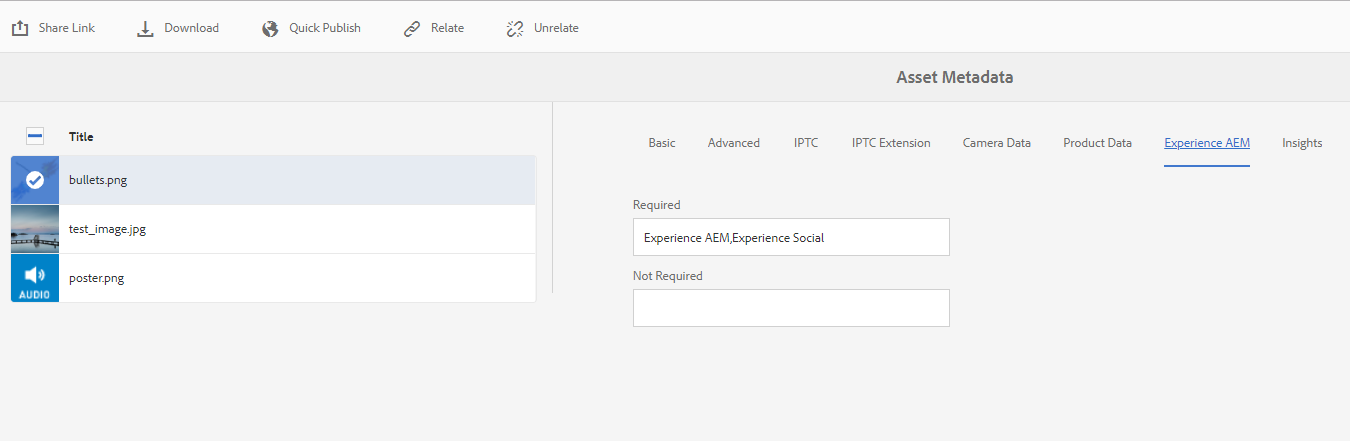 Share Link Download Quick Publish Relate Unrelate
Asset Metadata
Title
bullets.png
test_image.jpg
AUDIO poster.png
Basic Advanced IPTC IPTC Extension Camera Data Product Data Experience AEM Insights
Required
Experience AEM,Experience Social
Not Required